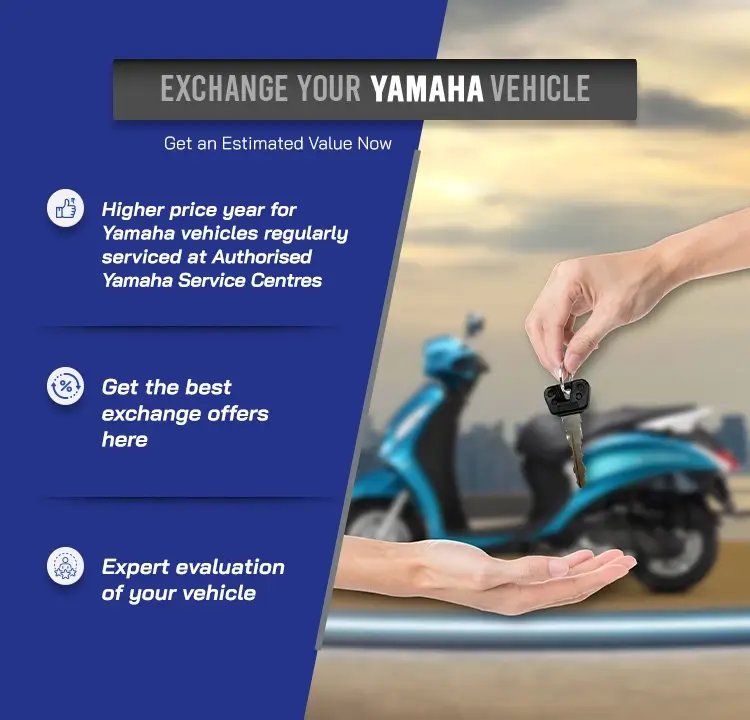 EXCHANGE YOUR YAMAHA VEHICLE
Get an Estimated Value Now
Higher price year for
Yamaha vehicles regularly
serviced at Authorised
Yamaha Service Centres
Get the best
exchange offers
here
Expert evaluation
of your vehicle